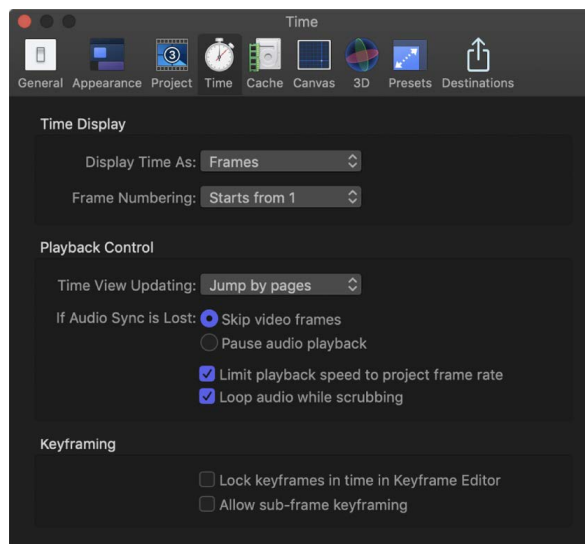 Time
General Appearance Project Time Cache Canvas 3D Presets Destinations
Time Display
Display Time As: Frames
Frame Numbering: Starts from 1
Playback Control
Time View Updating: Jump by pages
If Audio Sync is Lost: Skip video frames
Pause audio playback
Limit playback speed to project frame rate
Loop audio while scrubbing
Keyframing
Lock keyframes in time in Keyframe Editor
Allow sub-frame keyframing